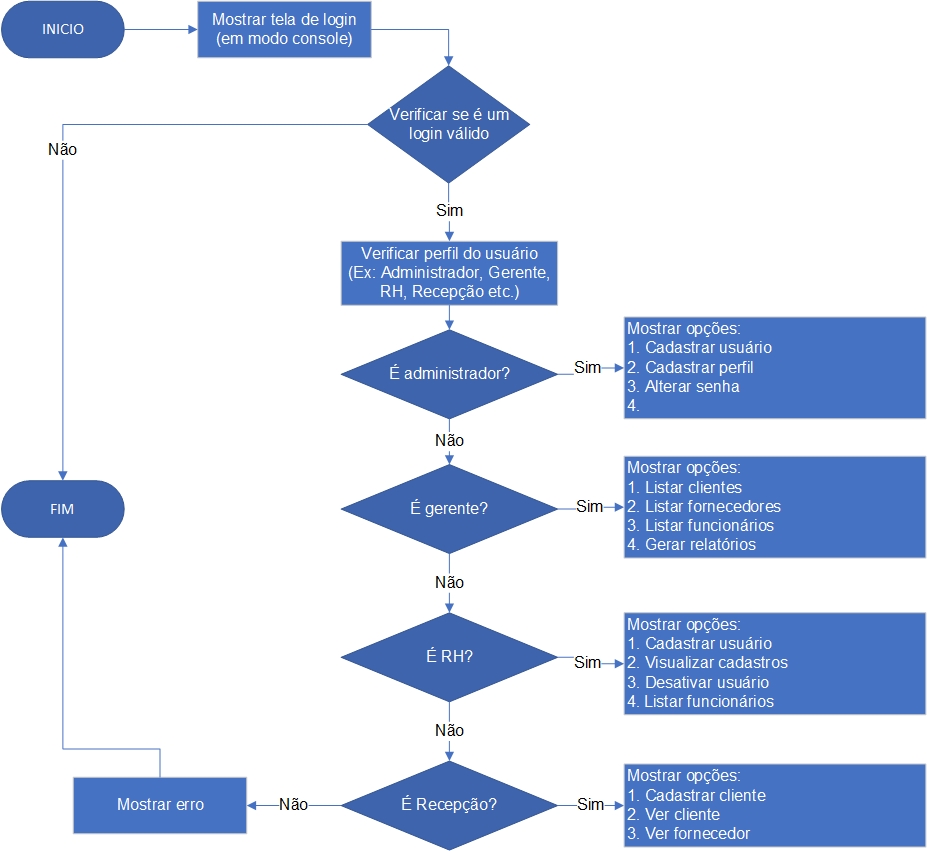 INICIO
Mostrar tela de login
(em modo console)
Verificar se é um
login válido
Não
Sim
Verificar perfil do usuário
(Ex: Administrador, Gerente,
RH, Recepção etc.)
É administrador?
Sim
Mostrar opções:
1. Cadastrar usuário
2. Cadastrar perfil
3. Alterar senha
4.
Não
É gerente?
Sim
Mostrar opções:
1. Listar clientes
2. Listar fornecedores
3. Listar funcionários
4. Gerar relatórios
FIM
Não
É RH?
Sim
Mostrar opções:
1. Cadastrar usuário
2. Visualizar cadastros
3. Desativar usuário
4. Listar funcionários
Não
É Recepção?
Sim
Mostrar opções:
1. Cadastrar cliente
2. Ver cliente
3. Ver fornecedor
Não
Mostrar erro